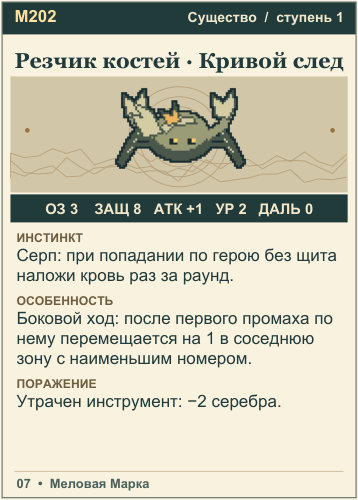 M202
Существо / ступень 1
Резчик костей · Кривой след
ОЗ 3 ЗАЩ 8 АТК +1 УР 2 ДАЛЬ 0
ИНСТИНКТ
Серп: при попадании по герою без щита
наложи кровь раз за раунд.
ОСОБЕННОСТЬ
Боковой ход: после первого промаха по
нему перемещается на 1 в соседнюю
зону с наименьшим номером.
ПОРАЖЕНИЕ
Утрачен инструмент: −2 серебра.
07 • Меловая Марка